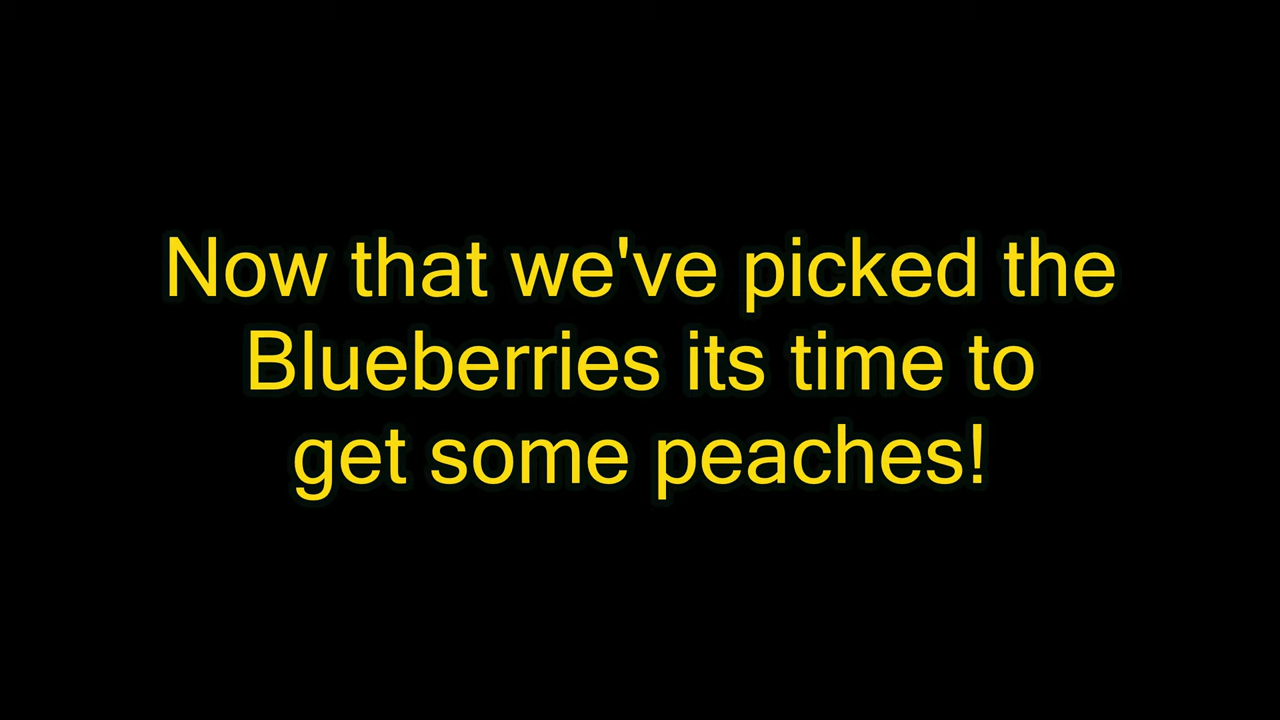 Now that we've picked the
Blueberries its time to
get some peaches!